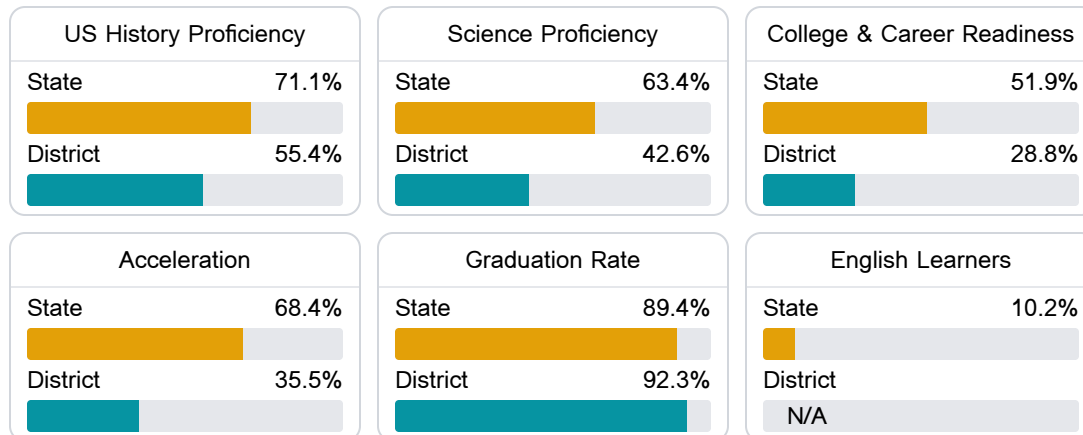 US History Proficiency
State 71.1%
District 55.4%
Science Proficiency
State 63.4%
District 42.6%
College & Career Readiness
State 51.9%
District 28.8%
Acceleration
State 68.4%
District 35.5%
Graduation Rate
State 89.4%
District 92.3%
English Learners
State 10.2%
District
N/A